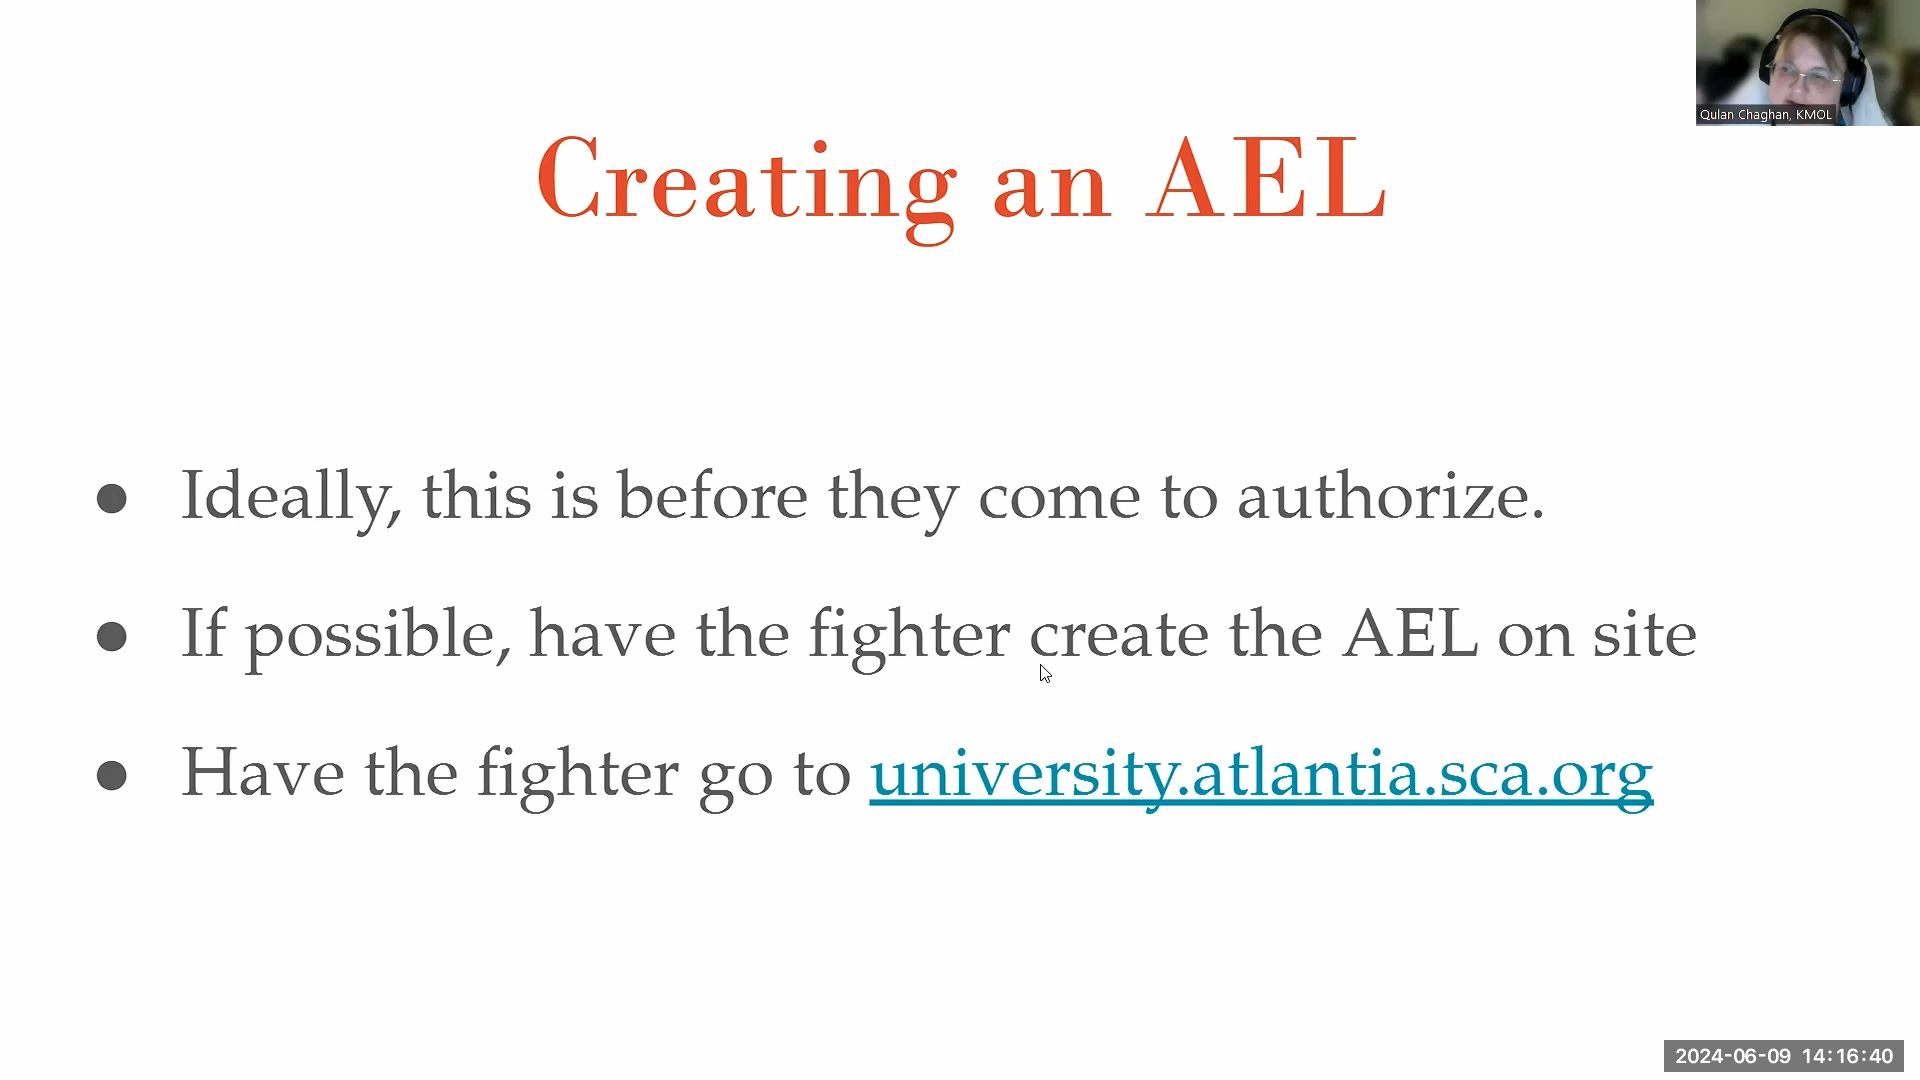 Qulan Chaghan, KMOL
Creating an AEL
● Ideally, this is before they come to authorize.
● If possible, have the fighter create the AEL on site
● Have the fighter go to university.atlantia.sca.org
2024-06-09 14:16:40